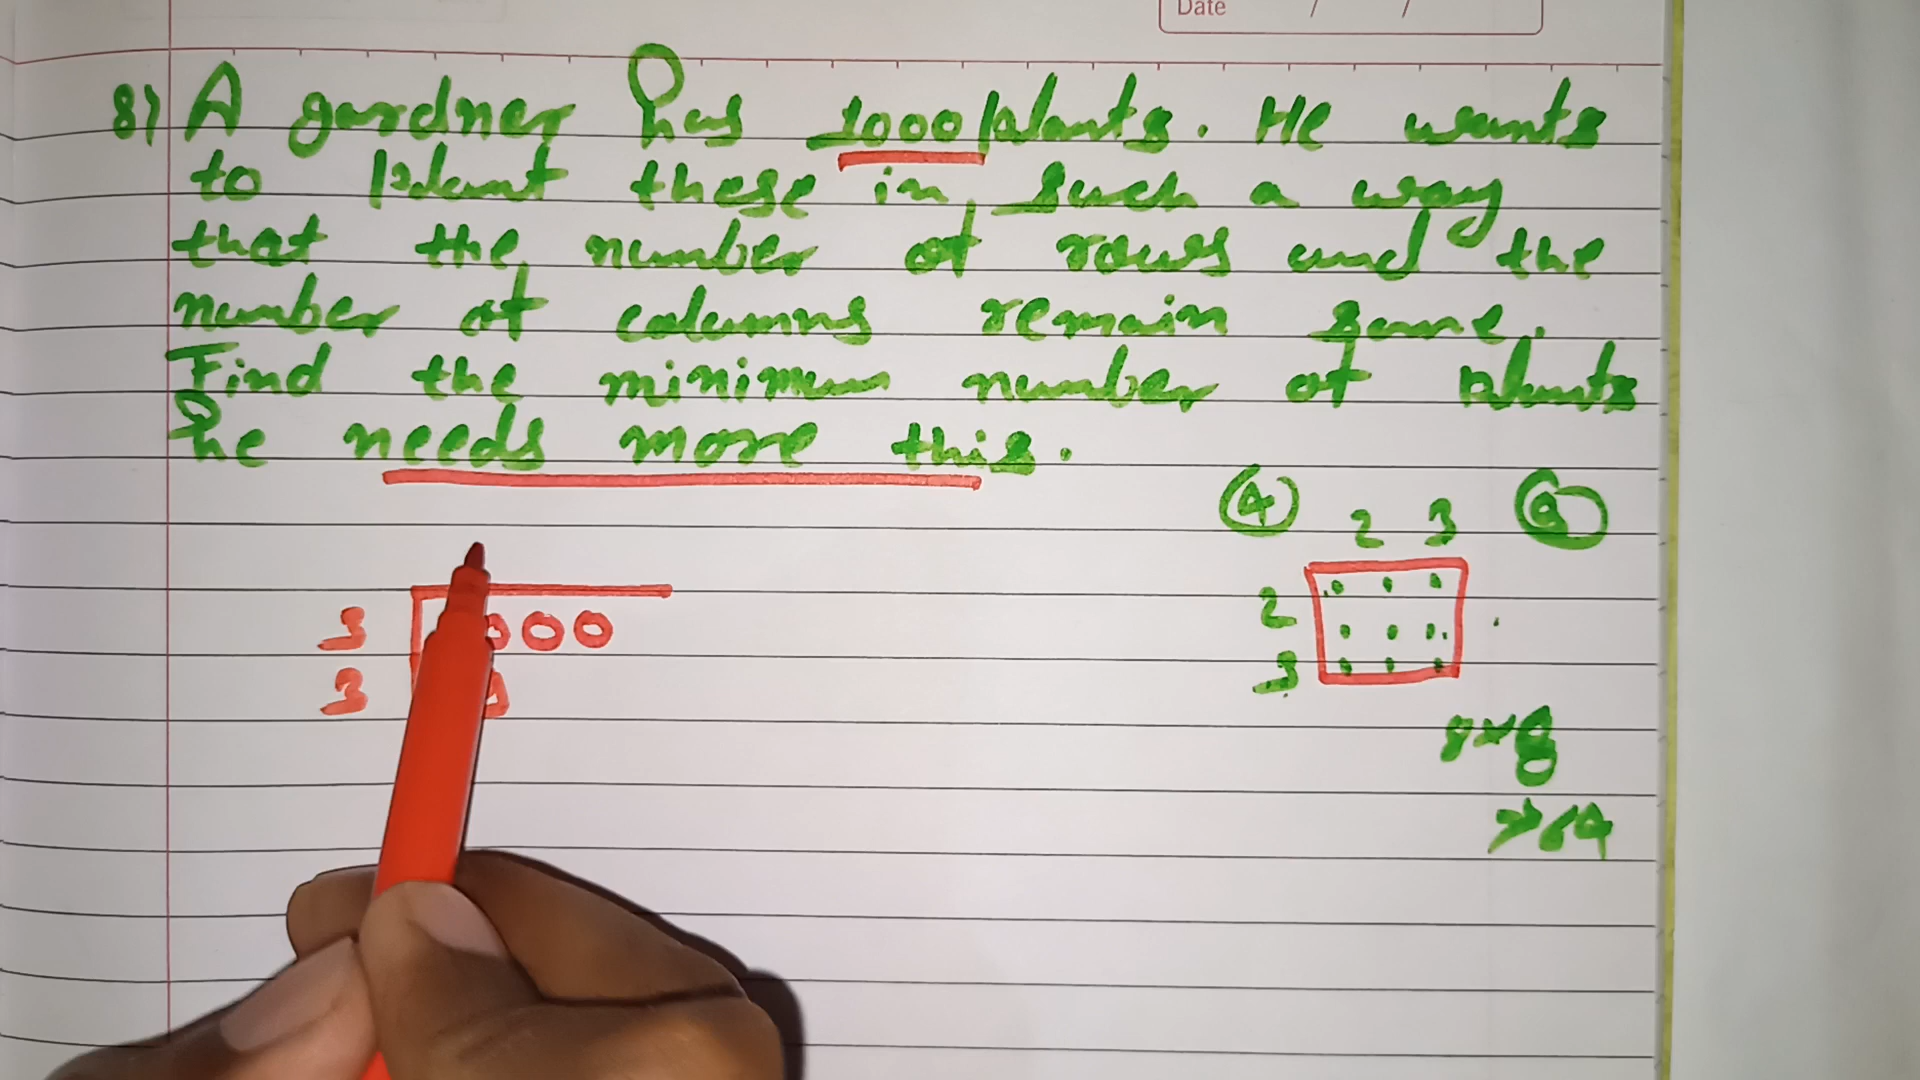 Date / /
8) A gardner has 1000 plants. He wants
to plant these in such a way
that the number of rows and the
number of columns remain same.
Find the minimum number of plants
he needs more this.
4 2 3
2
3
8×8
64
3 000
3